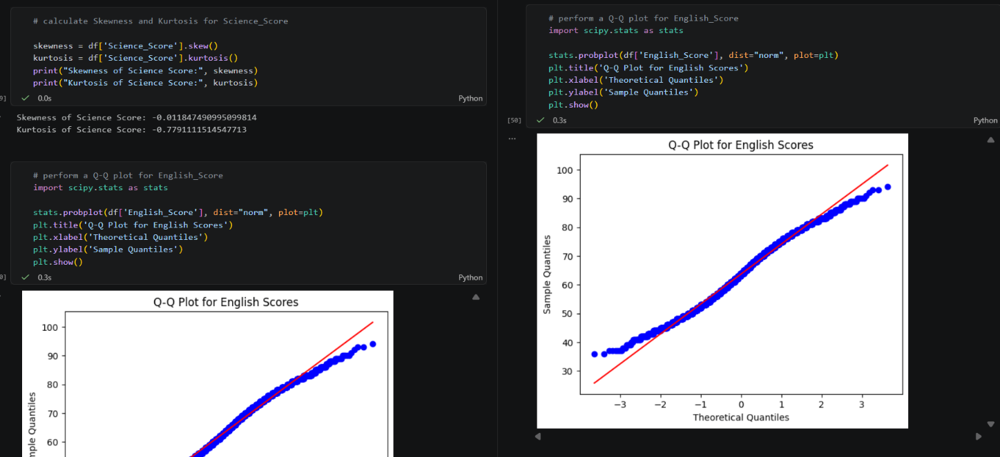 # calculate Skewness and Kurtosis for Science_Score
skewness = df['Science_Score'].skew()
kurtosis = df['Science_Score'].kurtosis()
print("Skewness of Science Score:", skewness)
print("Kurtosis of Science Score:", kurtosis)
9]
0.0s
Python
Skewness of Science Score: -0.011847490995099814
Kurtosis of Science Score: -0.7791111514547713
# perform a Q-Q plot for English_Score
import scipy.stats as stats
stats.probplot(df['English_Score'], dist="norm", plot=plt)
plt.title('Q-Q Plot for English Scores')
plt.xlabel('Theoretical Quantiles')
plt.ylabel('Sample Quantiles')
plt.show()
0]
0.3s
Python
Q-Q Plot for English Scores
100
90
80
70
60
mple Quantiles
# perform a Q-Q plot for English_Score
import scipy.stats as stats
stats.probplot(df['English_Score'], dist="norm", plot=plt)
plt.title('Q-Q Plot for English Scores')
plt.xlabel('Theoretical Quantiles')
plt.ylabel('Sample Quantiles')
plt.show()
[50]
0.3s
Python
...
Q-Q Plot for English Scores
100
90
80
70
60
50
40
30
Sample Quantiles
−3 −2 −1 0 1 2 3
Theoretical Quantiles